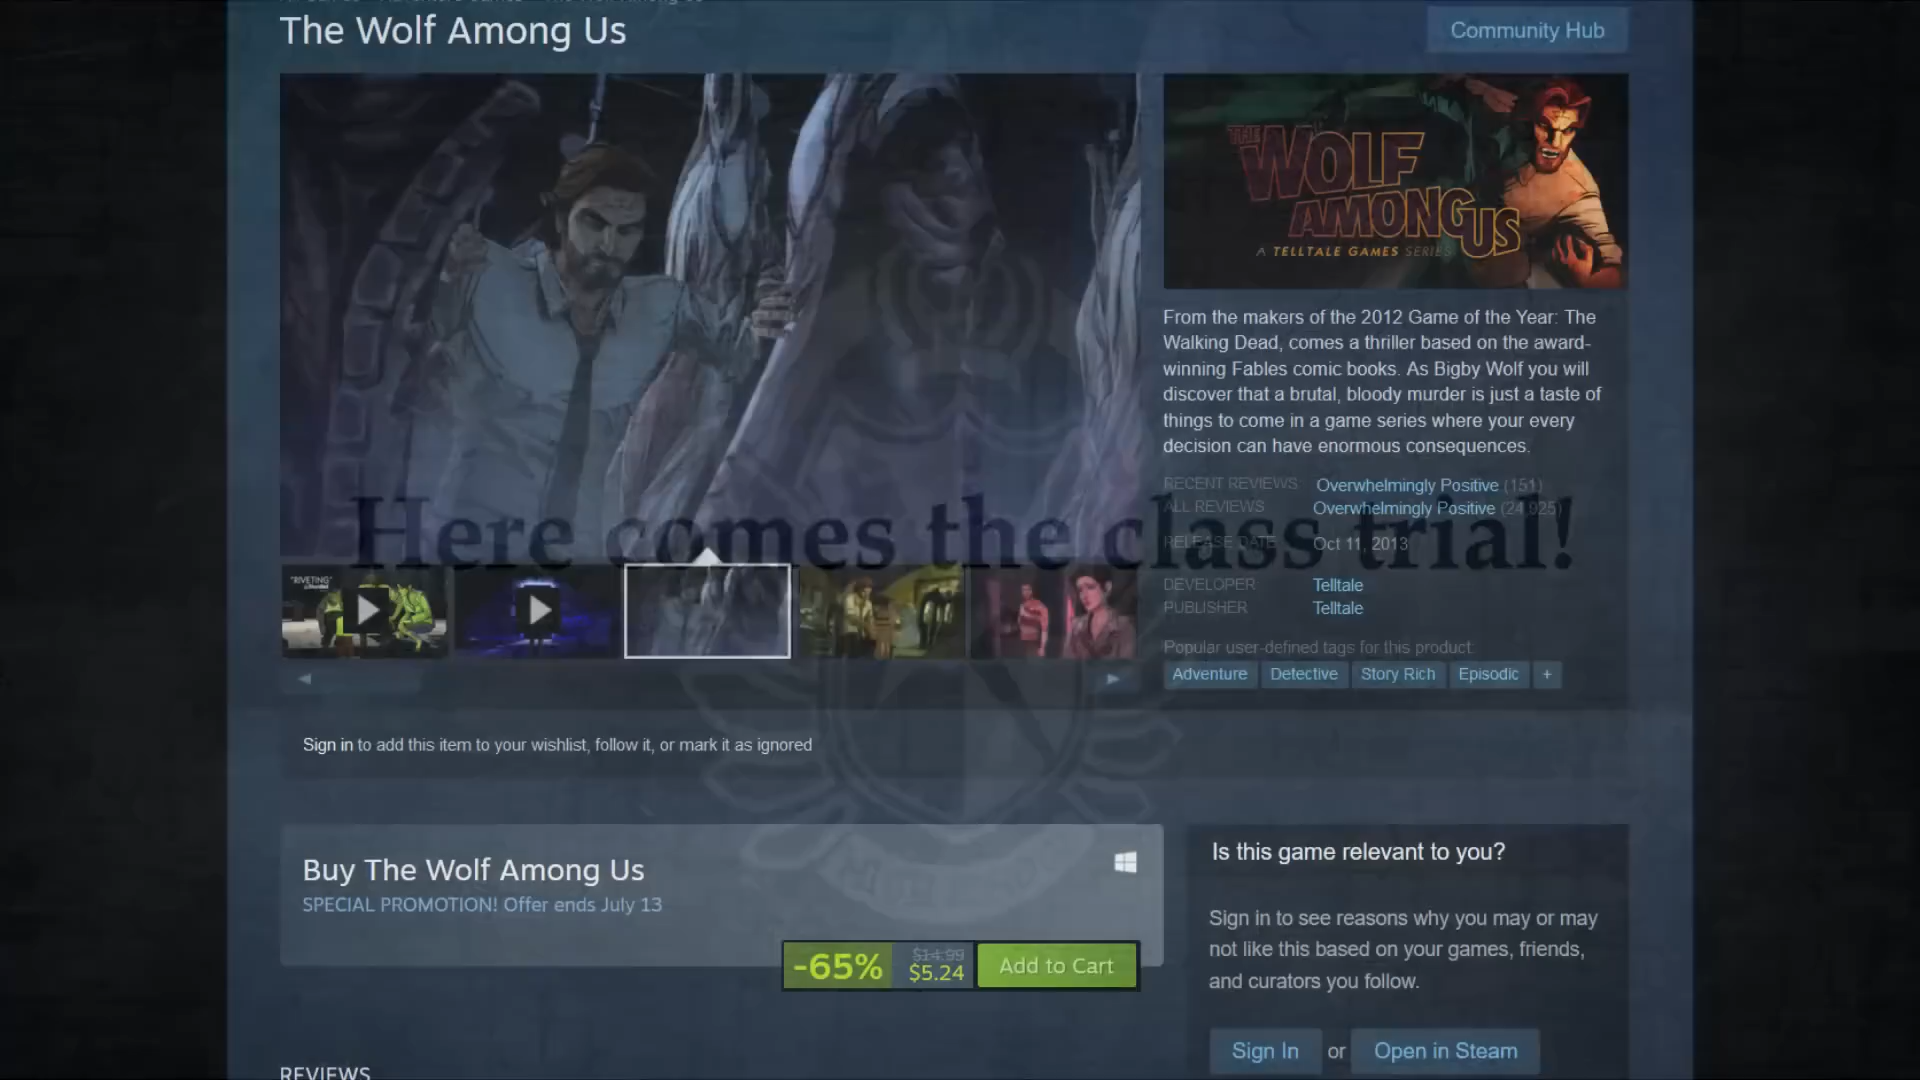 The Wolf Among Us
Community Hub
THE
WOLF
AMONG
US
A TELLTALE GAMES SERIES
From the makers of the 2012 Game of the Year: The
Walking Dead, comes a thriller based on the award-
winning Fables comic books. As Bigby Wolf you will
discover that a brutal, bloody murder is just a taste of
things to come in a game series where your every
decision can have enormous consequences.
RECENT REVIEWS Overwhelmingly Positive (151)
ALL REVIEWS Overwhelmingly Positive (24,925)
Here comes the class trial!
RELEASE DATE Oct 11, 2013
DEVELOPER Telltale
PUBLISHER Telltale
"RIVETING"
Popular user-defined tags for this product:
Adventure Detective Story Rich Episodic +
Sign in to add this item to your wishlist, follow it, or mark it as ignored
Buy The Wolf Among Us
SPECIAL PROMOTION! Offer ends July 13
-65% $14.99 $5.24 Add to Cart
Is this game relevant to you?
Sign in to see reasons why you may or may
not like this based on your games, friends,
and curators you follow.
Sign In or Open in Steam
REVIEWS